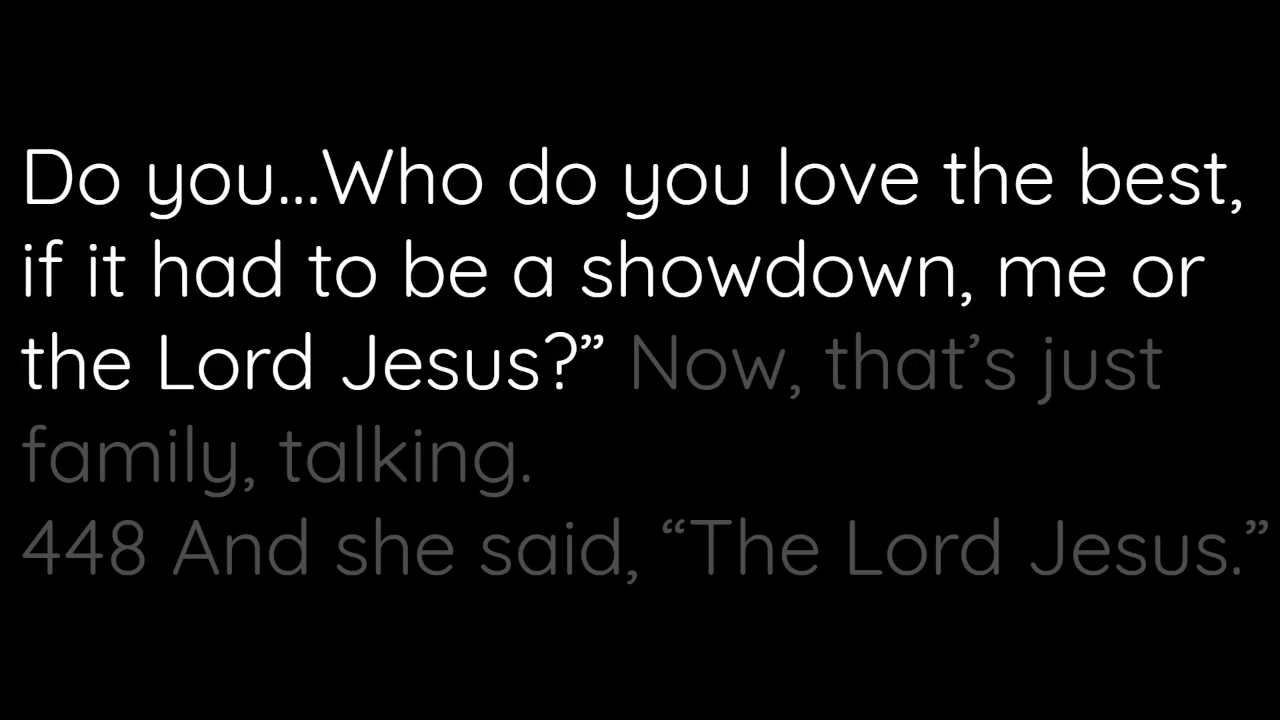 Do you...Who do you love the best,
if it had to be a showdown, me or
the Lord Jesus?” Now, that’s just
family, talking.
448 And she said, “The Lord Jesus.”